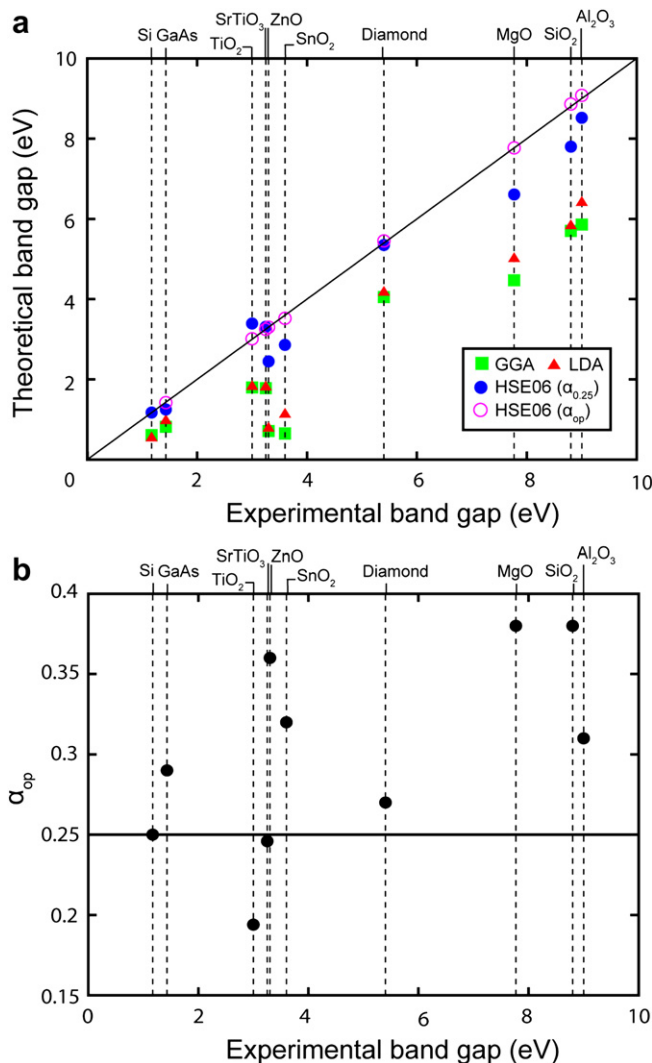 a
SrTiO₃ ZnO Al₂O₃
Si GaAs TiO₂ SnO₂ Diamond MgO SiO₂
10
8
6
4
2
0
Theoretical band gap (eV)
GGA LDA
HSE06 (α0.25)
HSE06 (αop)
2 4 6 8 10
Experimental band gap (eV)
b
SrTiO₃ ZnO Al₂O₃
Si GaAs TiO₂ SnO₂ Diamond MgO SiO₂
0.4
0.35
0.3
0.25
0.2
0.15
αop
0 2 4 6 8 10
Experimental band gap (eV)